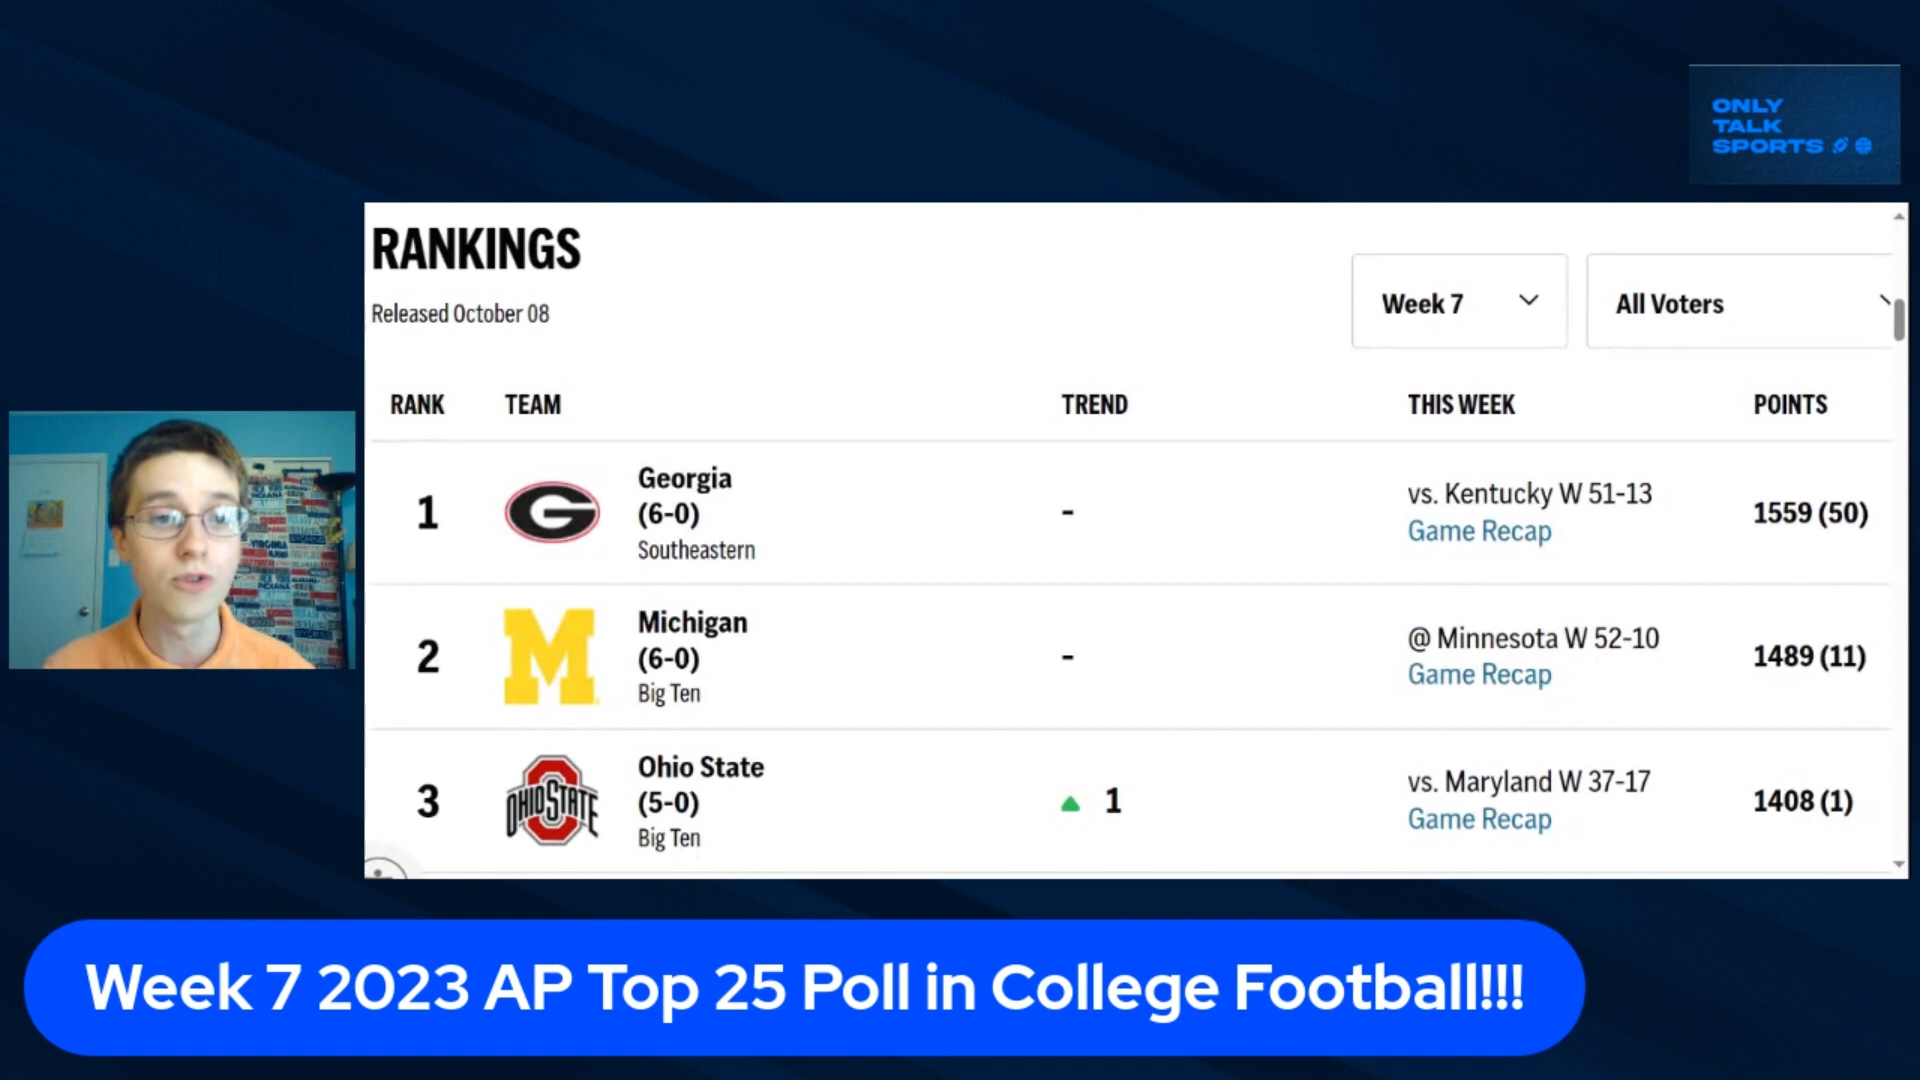 ONLY
TALK
SPORTS
RANKINGS
Released October 08
Week 7
All Voters
RANK TEAM TREND THIS WEEK POINTS
1 Georgia (6-0) Southeastern - vs. Kentucky W 51-13 Game Recap 1559 (50)
2 Michigan (6-0) Big Ten - @ Minnesota W 52-10 Game Recap 1489 (11)
3 OHIO STATE Ohio State (5-0) Big Ten 1 vs. Maryland W 37-17 Game Recap 1408 (1)
Week 7 2023 AP Top 25 Poll in College Football!!!